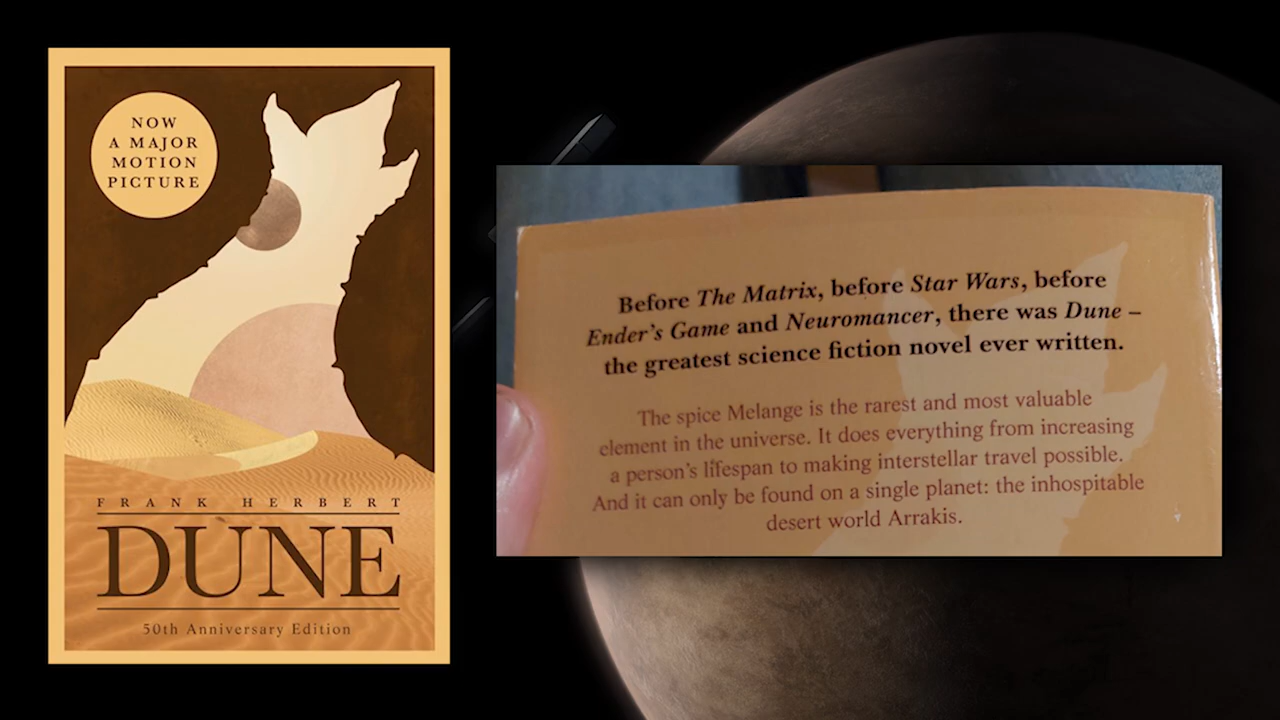 NOW
A MAJOR
MOTION
PICTURE
FRANK HERBERT
DUNE
50th Anniversary Edition
Before The Matrix, before Star Wars, before
Ender's Game and Neuromancer, there was Dune –
the greatest science fiction novel ever written.
The spice Melange is the rarest and most valuable
element in the universe. It does everything from increasing
a person's lifespan to making interstellar travel possible.
And it can only be found on a single planet: the inhospitable
desert world Arrakis.